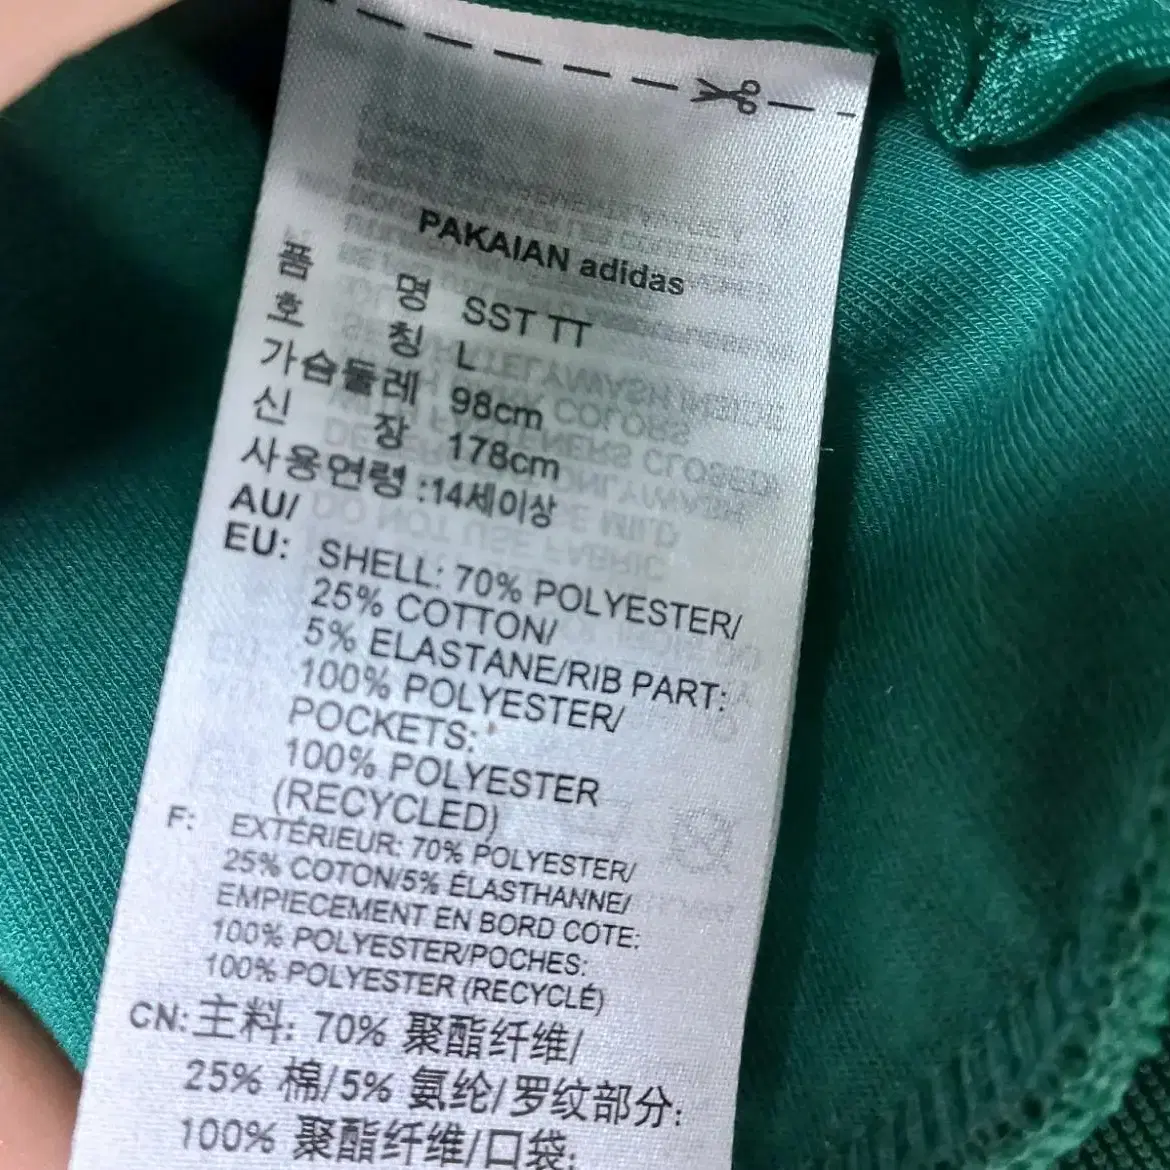 PAKAIAN adidas
품 명 SST TT
호 칭 L
가슴둘레 98cm
신 장 178cm
사용연령 :14세이상
AU/
EU: SHELL: 70% POLYESTER/
25% COTTON/
5% ELASTANE/RIB PART:
100% POLYESTER/
POCKETS:
100% POLYESTER
(RECYCLED)
F: EXTÉRIEUR: 70% POLYESTER/
25% COTON/5% ÉLASTHANNE/
EMPIECEMENT EN BORD COTE:
100% POLYESTER/POCHES:
100% POLYESTER (RECYCLÉ)
CN: 主料: 70% 聚酯纤维/
25% 棉/5% 氨纶/罗纹部分:
100% 聚酯纤维/口袋: